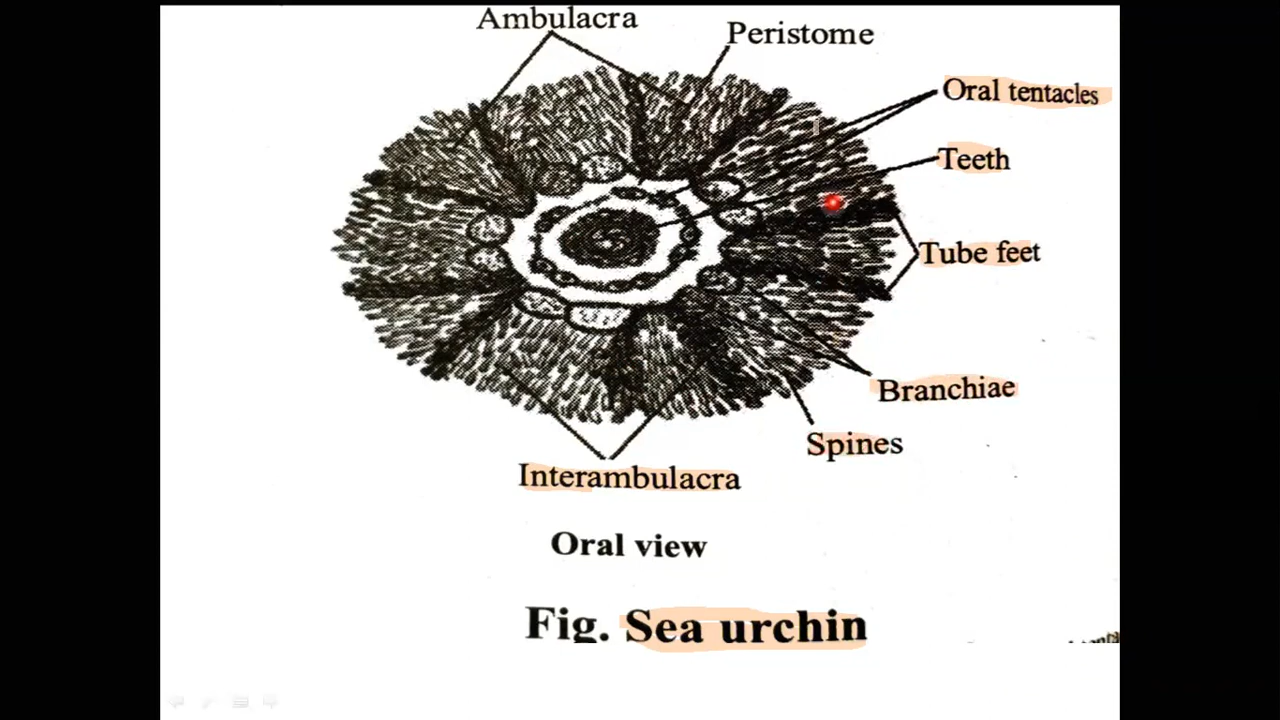 Ambulacra
Peristome
Oral tentacles
Teeth
Tube feet
Branchiae
Spines
Interambulacra
Oral view
Fig. Sea urchin